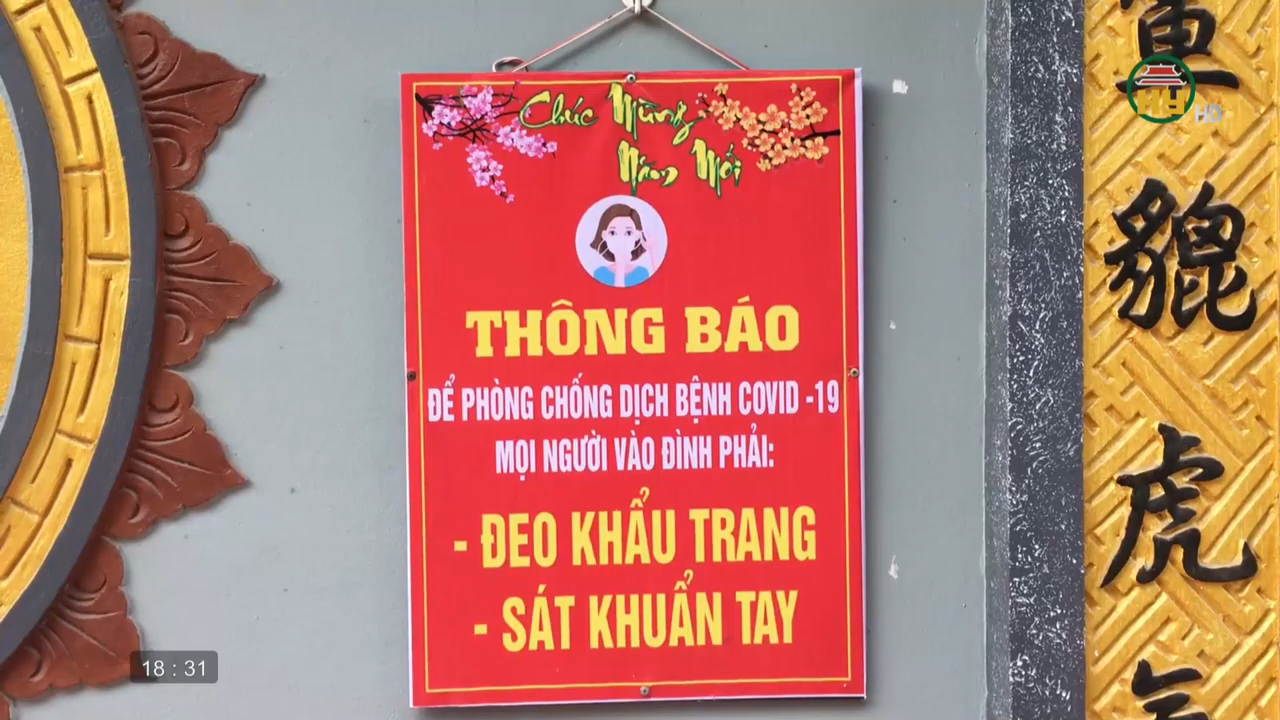 Chúc Mừng
Năm Mới
THÔNG BÁO
ĐỂ PHÒNG CHỐNG DỊCH BỆNH COVID -19
MỌI NGƯỜI VÀO ĐÌNH PHẢI:
- ĐEO KHẨU TRANG
- SÁT KHUẨN TAY
貔
虎
HY HD
18 : 31